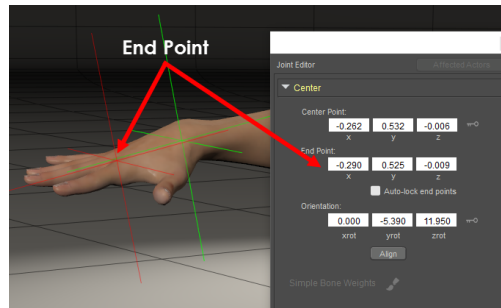 End Point
Joint Editor
Affected Actors
Center
Center Point:
-0.262 0.532 -0.006
x y z
End Point:
-0.290 0.525 -0.009
x y z
Auto-lock end points
Orientation:
0.000 -5.390 11.950
xrot yrot zrot
Align
Simple Bone Weights